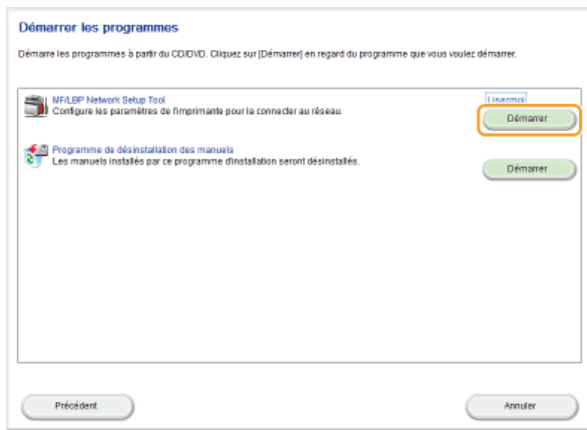 Démarrer les programmes
Démarre les programmes à partir du CD/DVD. Cliquez sur [Démarrer] en regard du programme que vous voulez démarrer.
MF/LBP Network Setup Tool
Lisezmoi
Configure les paramètres de l'imprimante pour la connecter au réseau.
Démarrer
Programme de désinstallation des manuels
Les manuels installés par ce programme d'installation seront désinstallés.
Démarrer
Précédent
Annuler